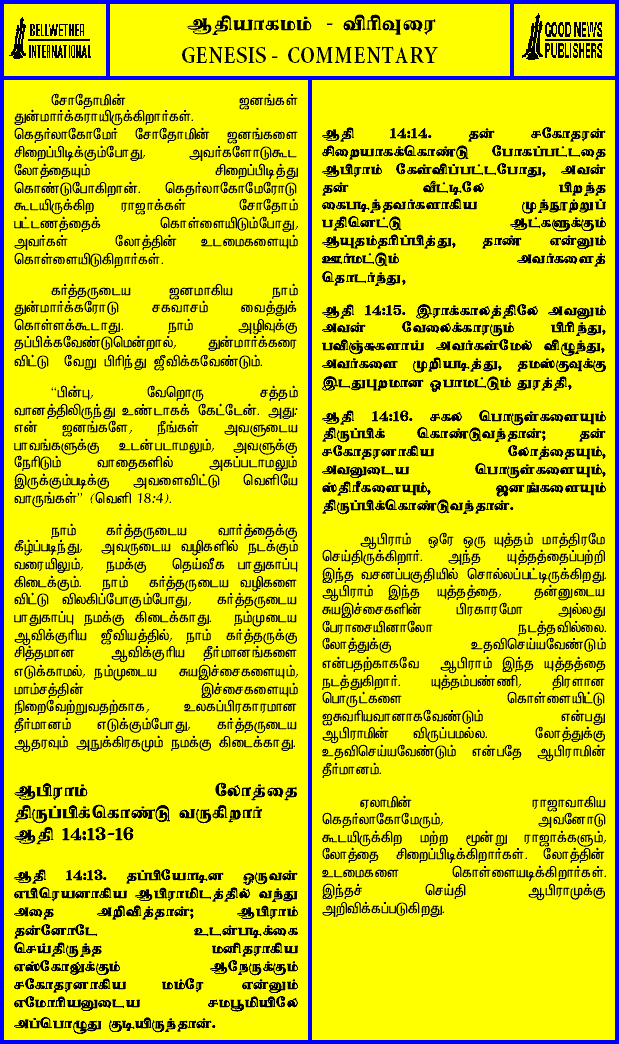 BELLWETHER
INTERNATIONAL
ஆதியாகமம் - விரிவுரை
GENESIS - COMMENTARY
GOOD NEWS
PUBLISHERS
சோதோமின் ஜனங்கள்
துன்மார்க்கராயிருக்கிறார்கள்.
கெதர்லாகோமேர் சோதோமின் ஜனங்களை
சிறைப்பிடிக்கும்போது, அவர்களோடுகூட
லோத்தையும் சிறைப்பிடித்து
கொண்டுபோகிறான். கெதர்லாகோமேரோடு
கூடயிருக்கிற ராஜாக்கள் சோதோம்
பட்டணத்தைக் கொள்ளையிடும்போது,
அவர்கள் லோத்தின் உடமைகளையும்
கொள்ளையிடுகிறார்கள்.
கர்த்தருடைய ஜனமாகிய நாம்
துன்மார்க்கரோடு சகவாசம் வைத்துக்
கொள்ளக்கூடாது. நாம் அழிவுக்கு
தப்பிக்கவேண்டுமென்றால், துன்மார்க்கரை
விட்டு வேறு பிரிந்து ஜீவிக்கவேண்டும்.
“பின்பு, வேறொரு சத்தம்
வானத்திலிருந்து உண்டாகக் கேட்டேன். அது:
என் ஜனங்களே, நீங்கள் அவளுடைய
பாவங்களுக்கு உடன்படாமலும், அவளுக்கு
நேரிடும் வாதைகளில் அகப்படாமலும்
இருக்கும்படிக்கு அவளைவிட்டு வெளியே
வாருங்கள்” (வெளி 18:4).
நாம் கர்த்தருடைய வார்த்தைக்கு
கீழ்ப்படிந்து, அவருடைய வழிகளில் நடக்கும்
வரையிலும், நமக்கு தெய்வீக பாதுகாப்பு
கிடைக்கும். நாம் கர்த்தருடைய வழிகளை
விட்டு விலகிப்போகும்போது, கர்த்தருடைய
பாதுகாப்பு நமக்கு கிடைக்காது. நம்முடைய
ஆவிக்குரிய ஜீவியத்தில், நாம் கர்த்தருக்கு
சித்தமான ஆவிக்குரிய தீர்மானங்களை
எடுக்காமல், நம்முடைய சுயஇச்சைகளையும்,
மாம்சத்தின் இச்சைகளையும்
நிறைவேற்றுவதற்காக, உலகப்பிரகாரமான
தீர்மானம் எடுக்கும்போது, கர்த்தருடைய
ஆதரவும் அநுக்கிரகமும் நமக்கு கிடைக்காது.
ஆபிராம் லோத்தை
திருப்பிக்கொண்டு வருகிறார்
ஆதி 14:13-16
ஆதி 14:13. தப்பியோடின ஒருவன்
எபிரெயனாகிய ஆபிராமிடத்தில் வந்து
அதை அறிவித்தான்; ஆபிராம்
தன்னோடே உடன்படிக்கை
செய்திருந்த மனிதராகிய
எஸ்கோலுக்கும் ஆநேருக்கும்
சகோதரனாகிய மம்ரே என்னும்
எமோரியனுடைய சமபூமியிலே
அப்பொழுது குடியிருந்தான்.
ஆதி 14:14. தன் சகோதரன்
சிறையாகக்கொண்டு போகப்பட்டதை
ஆபிராம் கேள்விப்பட்டபோது, அவன்
தன் வீட்டிலே பிறந்த
கைபடிந்தவர்களாகிய முந்நூற்றுப்
பதினெட்டு ஆட்களுக்கும்
ஆயுதம்தரிப்பித்து, தாண் என்னும்
ஊர்மட்டும் அவர்களைத்
தொடர்ந்து,
ஆதி 14:15. இராக்காலத்திலே அவனும்
அவன் வேலைக்காரரும் பிரிந்து,
பவிஞ்சுகளாய் அவர்கள்மேல் விழுந்து,
அவர்களை முறியடித்து, தமஸ்குவுக்கு
இடதுபுறமான ஓபாமட்டும் துரத்தி,
ஆதி 14:16. சகல பொருள்களையும்
திருப்பிக் கொண்டுவந்தான்; தன்
சகோதரனாகிய லோத்தையும்,
அவனுடைய பொருள்களையும்,
ஸ்திரீகளையும், ஜனங்களையும்
திருப்பிக்கொண்டுவந்தான்.
ஆபிராம் ஒரே ஒரு யுத்தம் மாத்திரமே
செய்திருக்கிறார். அந்த யுத்தத்தைப்பற்றி
இந்த வசனப்பகுதியில் சொல்லப்பட்டிருக்கிறது.
ஆபிராம் இந்த யுத்தத்தை, தன்னுடைய
சுயஇச்சைகளின் பிரகாரமோ அல்லது
பேராசையினாலோ நடத்தவில்லை.
லோத்துக்கு உதவிசெய்யவேண்டும்
என்பதற்காகவே ஆபிராம் இந்த யுத்தத்தை
நடத்துகிறார். யுத்தம்பண்ணி, திரளான
பொருட்களை கொள்ளையிட்டு
ஐசுவரியவானாகவேண்டும் என்பது
ஆபிராமின் விருப்பமல்ல. லோத்துக்கு
உதவிசெய்யவேண்டும் என்பதே ஆபிராமின்
தீர்மானம்.
ஏலாமின் ராஜாவாகிய
கெதர்லாகோமேரும், அவனோடு
கூடயிருக்கிற மற்ற மூன்று ராஜாக்களும்,
லோத்தை சிறைப்பிடிக்கிறார்கள். லோத்தின்
உடமைகளை கொள்ளையடிக்கிறார்கள்.
இந்தச் செய்தி ஆபிராமுக்கு
அறிவிக்கப்படுகிறது.